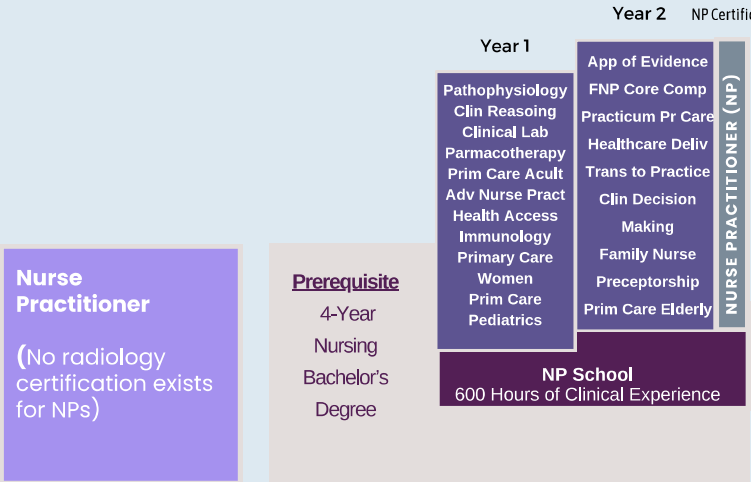 Year 2
NP Certific
Year 1
App of Evidence
FNP Core Comp
Practicum Pr Care
Healthcare Deliv
Trans to Practice
Clin Decision
Making
Family Nurse
Preceptorship
Prim Care Elderly
Pathophysiology
Clin Reasoing
Clinical Lab
Parmacotherapy
Prim Care Acult
Adv Nurse Pract
Health Access
Immunology
Primary Care
Women
Prim Care
Pediatrics
NURSE PRACTITIONER (NP)
Nurse
Practitioner
(No radiology
certification exists
for NPs)
Prerequisite
4-Year
Nursing
Bachelor's
Degree
NP School
600 Hours of Clinical Experience